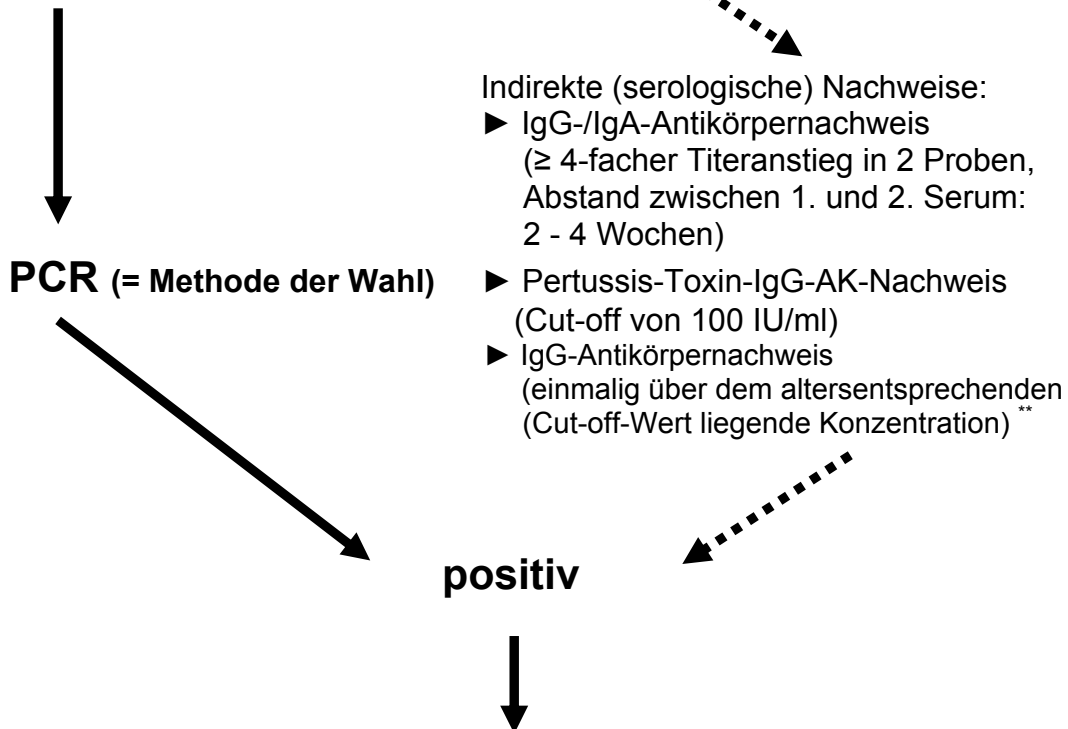 Indirekte (serologische) Nachweise:
► IgG-/IgA-Antikörpernachweis
(≥ 4-facher Titeranstieg in 2 Proben,
Abstand zwischen 1. und 2. Serum:
2 - 4 Wochen)
PCR (= Methode der Wahl)
► Pertussis-Toxin-IgG-AK-Nachweis
(Cut-off von 100 IU/ml)
► IgG-Antikörpernachweis
(einmalig über dem altersentsprechenden
(Cut-off-Wert liegende Konzentration) **
positiv